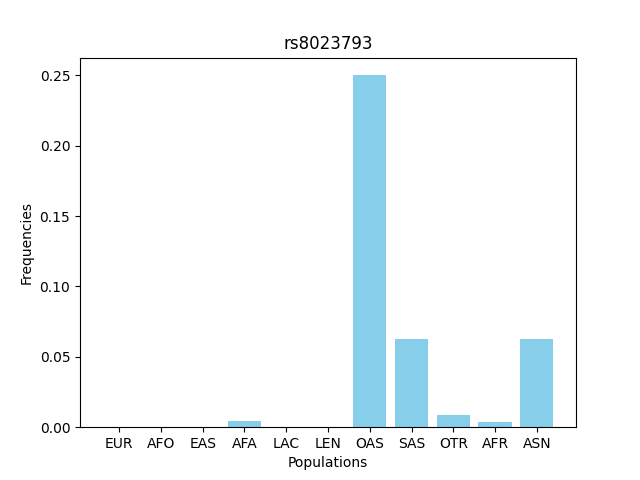 rs8023793
Frequencies
0.25
0.20
0.15
0.10
0.05
0.00
EUR AFO EAS AFA LAC LEN OAS SAS OTR AFR ASN
Populations